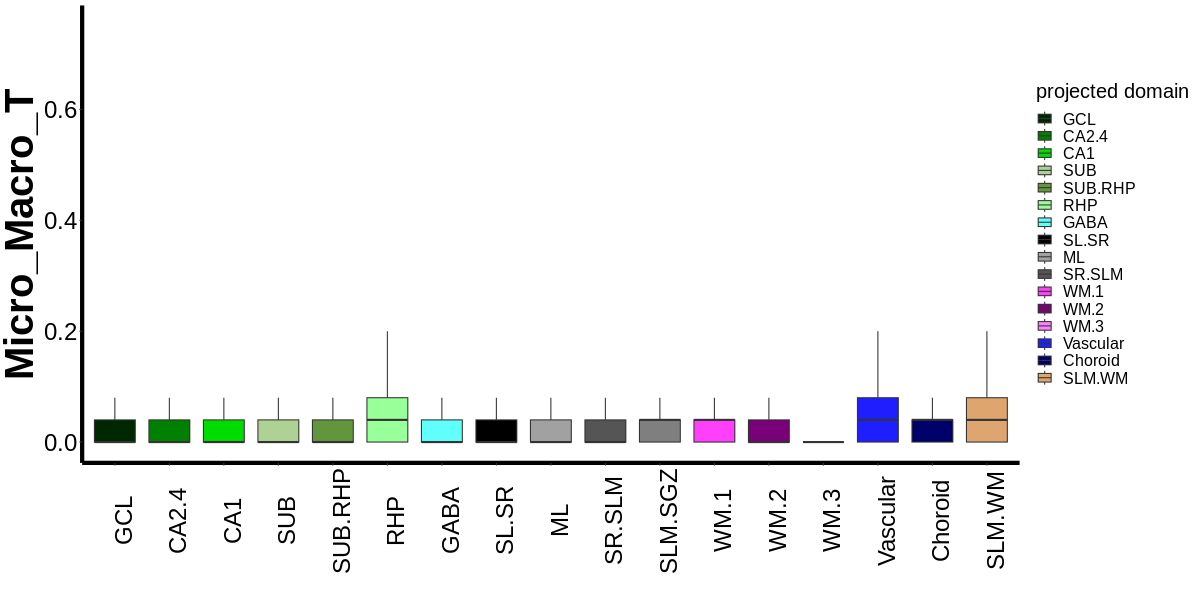 Micro_Macro_T
0.6
0.4
0.2
0.0
GCL
CA2.4
CA1
SUB
SUB.RHP
RHP
GABA
SL.SR
ML
SR.SLM
SLM.SGZ
WM.1
WM.2
WM.3
Vascular
Choroid
SLM.WM
projected domain
GCL
CA2.4
CA1
SUB
SUB.RHP
RHP
GABA
SL.SR
ML
SR.SLM
WM.1
WM.2
WM.3
Vascular
Choroid
SLM.WM